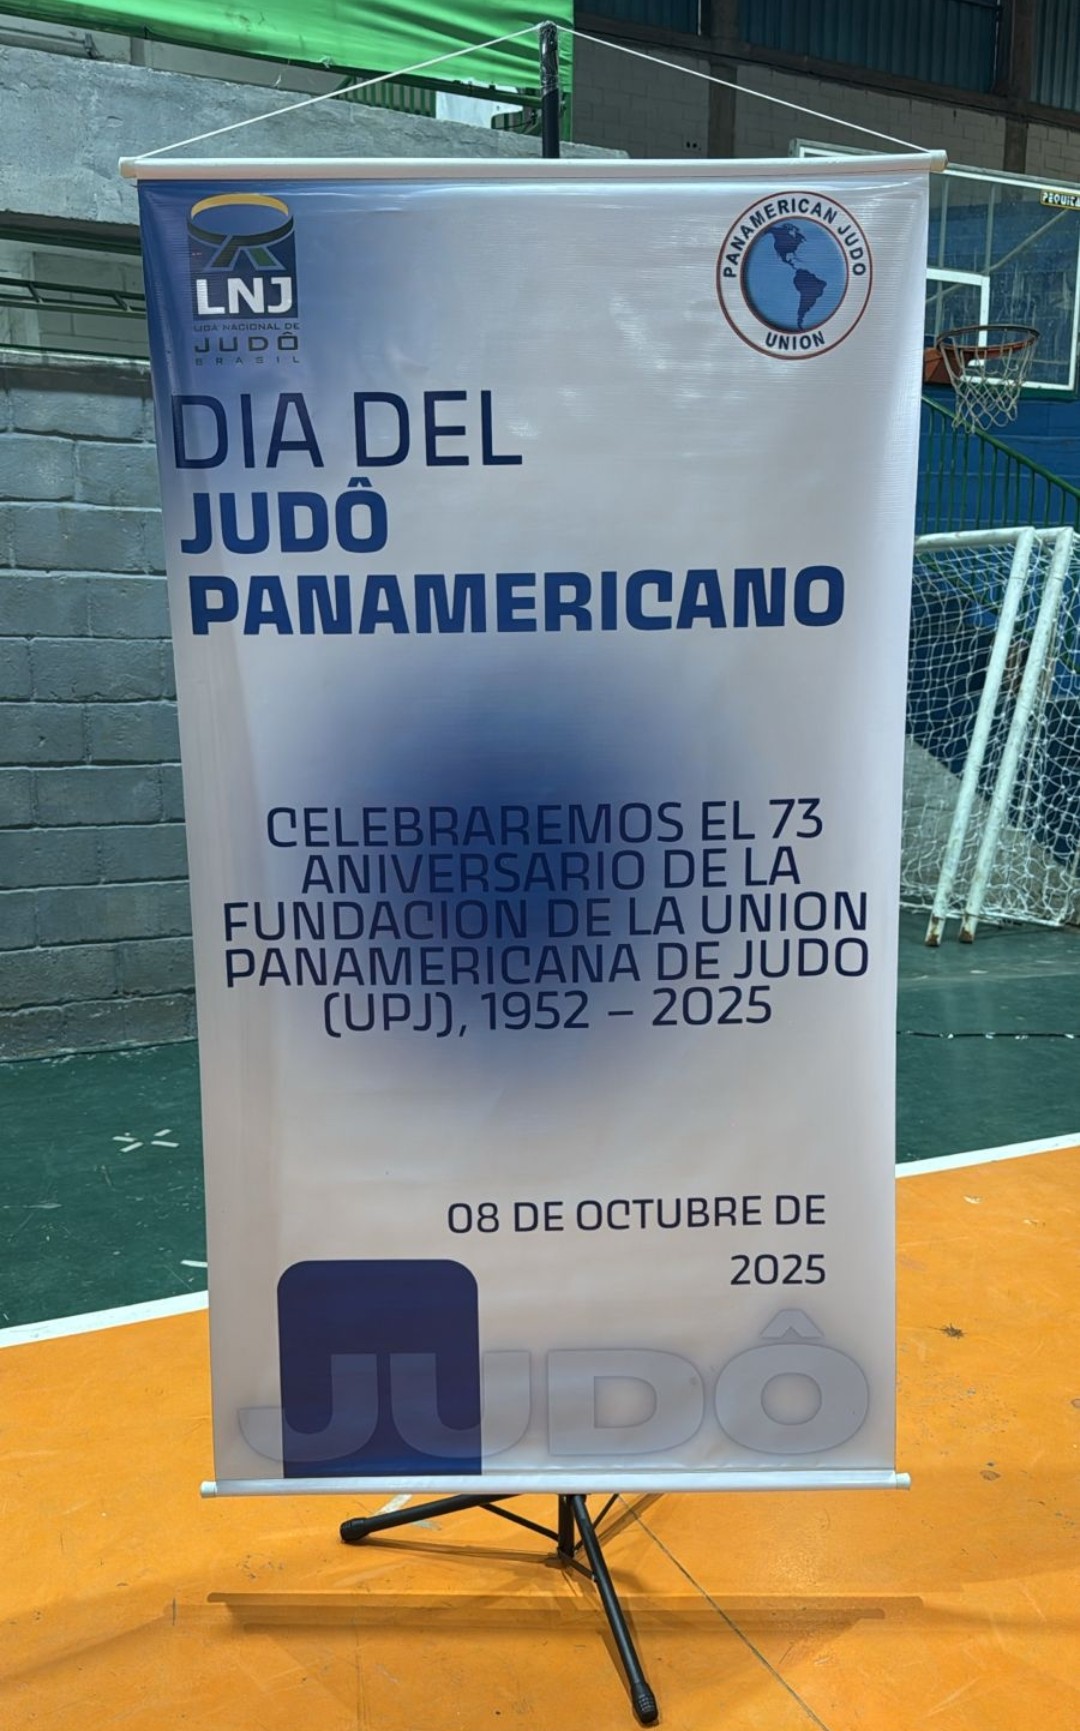 LNJ
LIGA NACIONAL DE
JUDÔ
BRASIL
PANAMERICAN JUDO
UNION
DIA DEL
JUDÔ
PANAMERICANO
CELEBRAREMOS EL 73
ANIVERSARIO DE LA
FUNDACION DE LA UNION
PANAMERICANA DE JUDO
(UPJ), 1952 – 2025
08 DE OCTUBRE DE
2025
JUDÔ